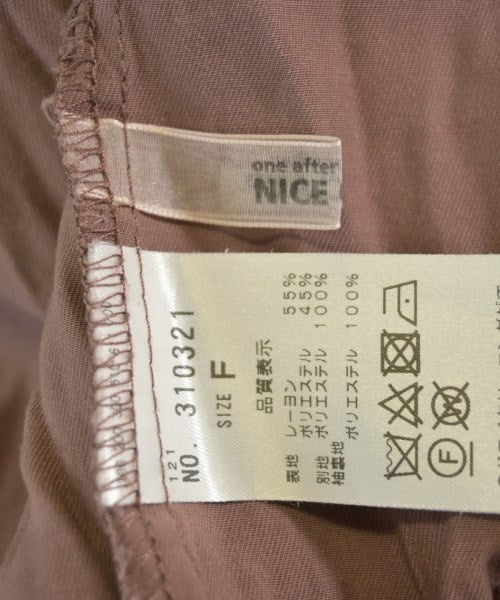 one after
NICE
121
NO. 310321
SIZE F
品質表示
表地 レーヨン 55%
ポリエステル 45%
別地 ポリエステル 100%
袖裏地 ポリエステル 100%
F